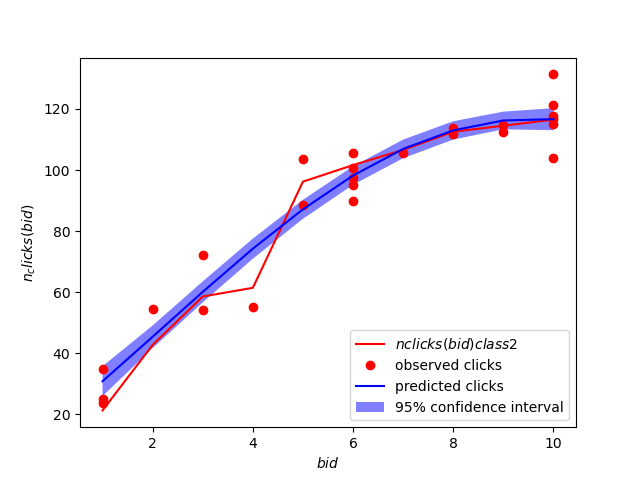 120
100
80
60
40
20
n_clicks(bid)
2
4
6
8
10
bid
nclicks(bid)class2
observed clicks
predicted clicks
95% confidence interval